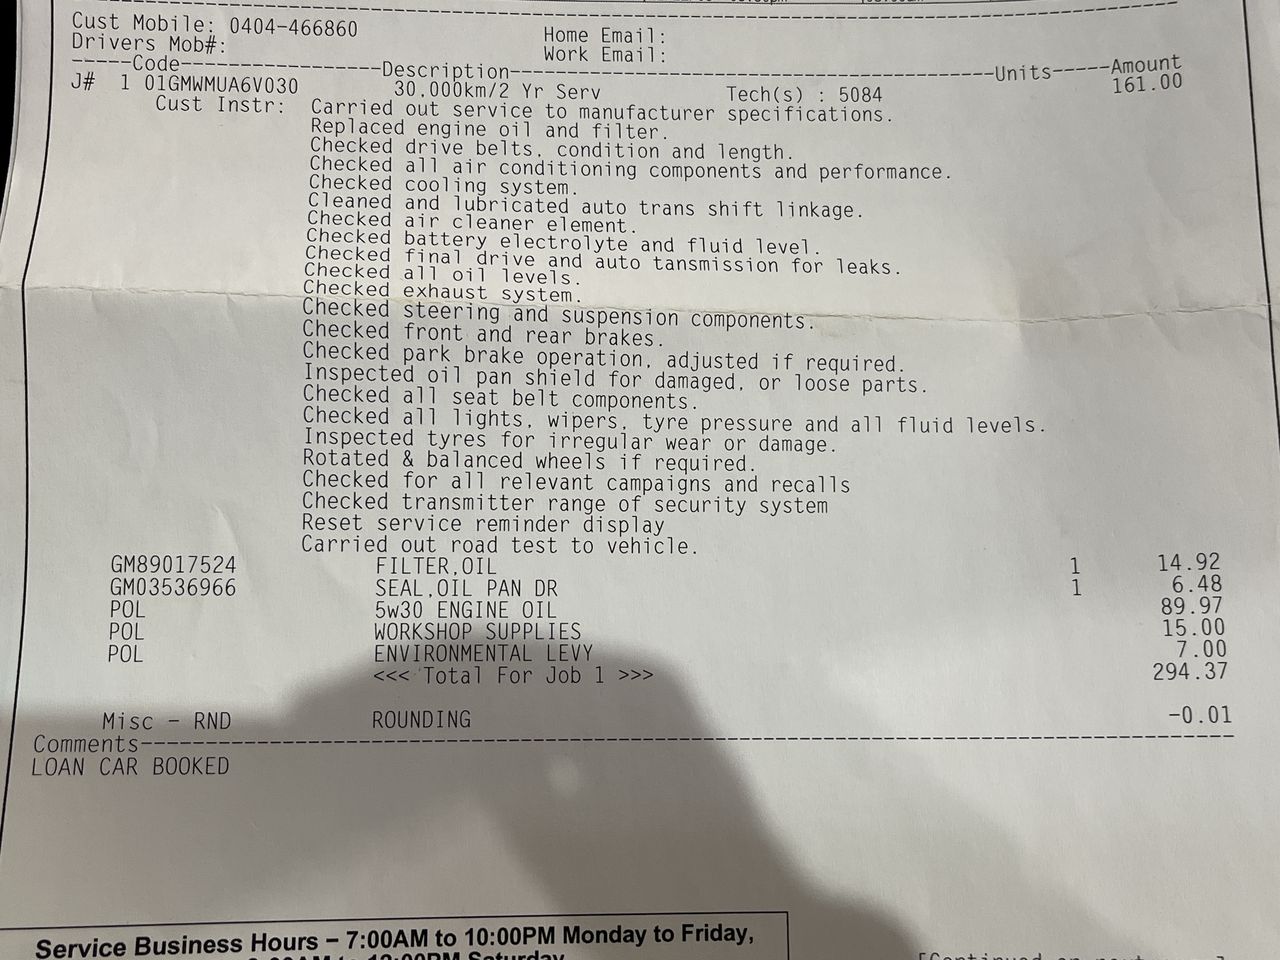 Cust Mobile: 0404-466860 Home Email:
Drivers Mob#: Work Email:
-----Code-----------------Description----------------------------------------Units-----Amount
J# 1 01GMWMUA6V030 30,000km/2 Yr Serv Tech(s) : 5084 161.00
Cust Instr: Carried out service to manufacturer specifications.
Replaced engine oil and filter.
Checked drive belts, condition and length.
Checked all air conditioning components and performance.
Checked cooling system.
Cleaned and lubricated auto trans shift linkage.
Checked air cleaner element.
Checked battery electrolyte and fluid level.
Checked final drive and auto tansmission for leaks.
Checked all oil levels.
Checked exhaust system.
Checked steering and suspension components.
Checked front and rear brakes.
Checked park brake operation, adjusted if required.
Inspected oil pan shield for damaged, or loose parts.
Checked all seat belt components.
Checked all lights, wipers, tyre pressure and all fluid levels.
Inspected tyres for irregular wear or damage.
Rotated & balanced wheels if required.
Checked for all relevant campaigns and recalls
Checked transmitter range of security system
Reset service reminder display
Carried out road test to vehicle.
GM89017524 FILTER,OIL 1 14.92
GM03536966 SEAL,OIL PAN DR 1 6.48
POL 5w30 ENGINE OIL 89.97
POL WORKSHOP SUPPLIES 15.00
POL ENVIRONMENTAL LEVY 7.00
<<< Total For Job 1 >>> 294.37
Misc - RND ROUNDING -0.01
Comments--------------------------------------------------------------------------------
LOAN CAR BOOKED
Service Business Hours – 7:00AM to 10:00PM Monday to Friday,
Saturday